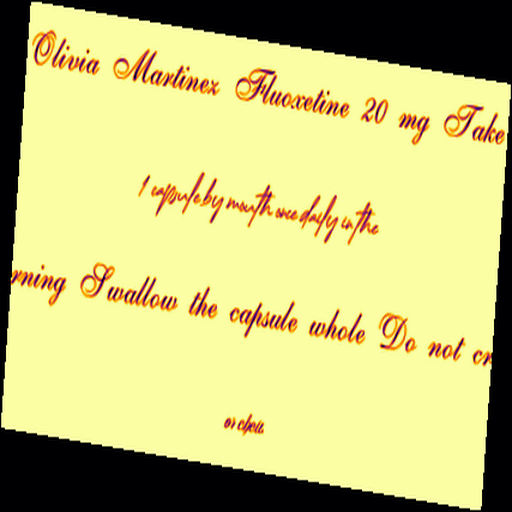 Olivia Martinez Fluoxetine 20 mg Take
1 capsule by mouth once daily in the
rning Swallow the capsule whole Do not cr
or chew